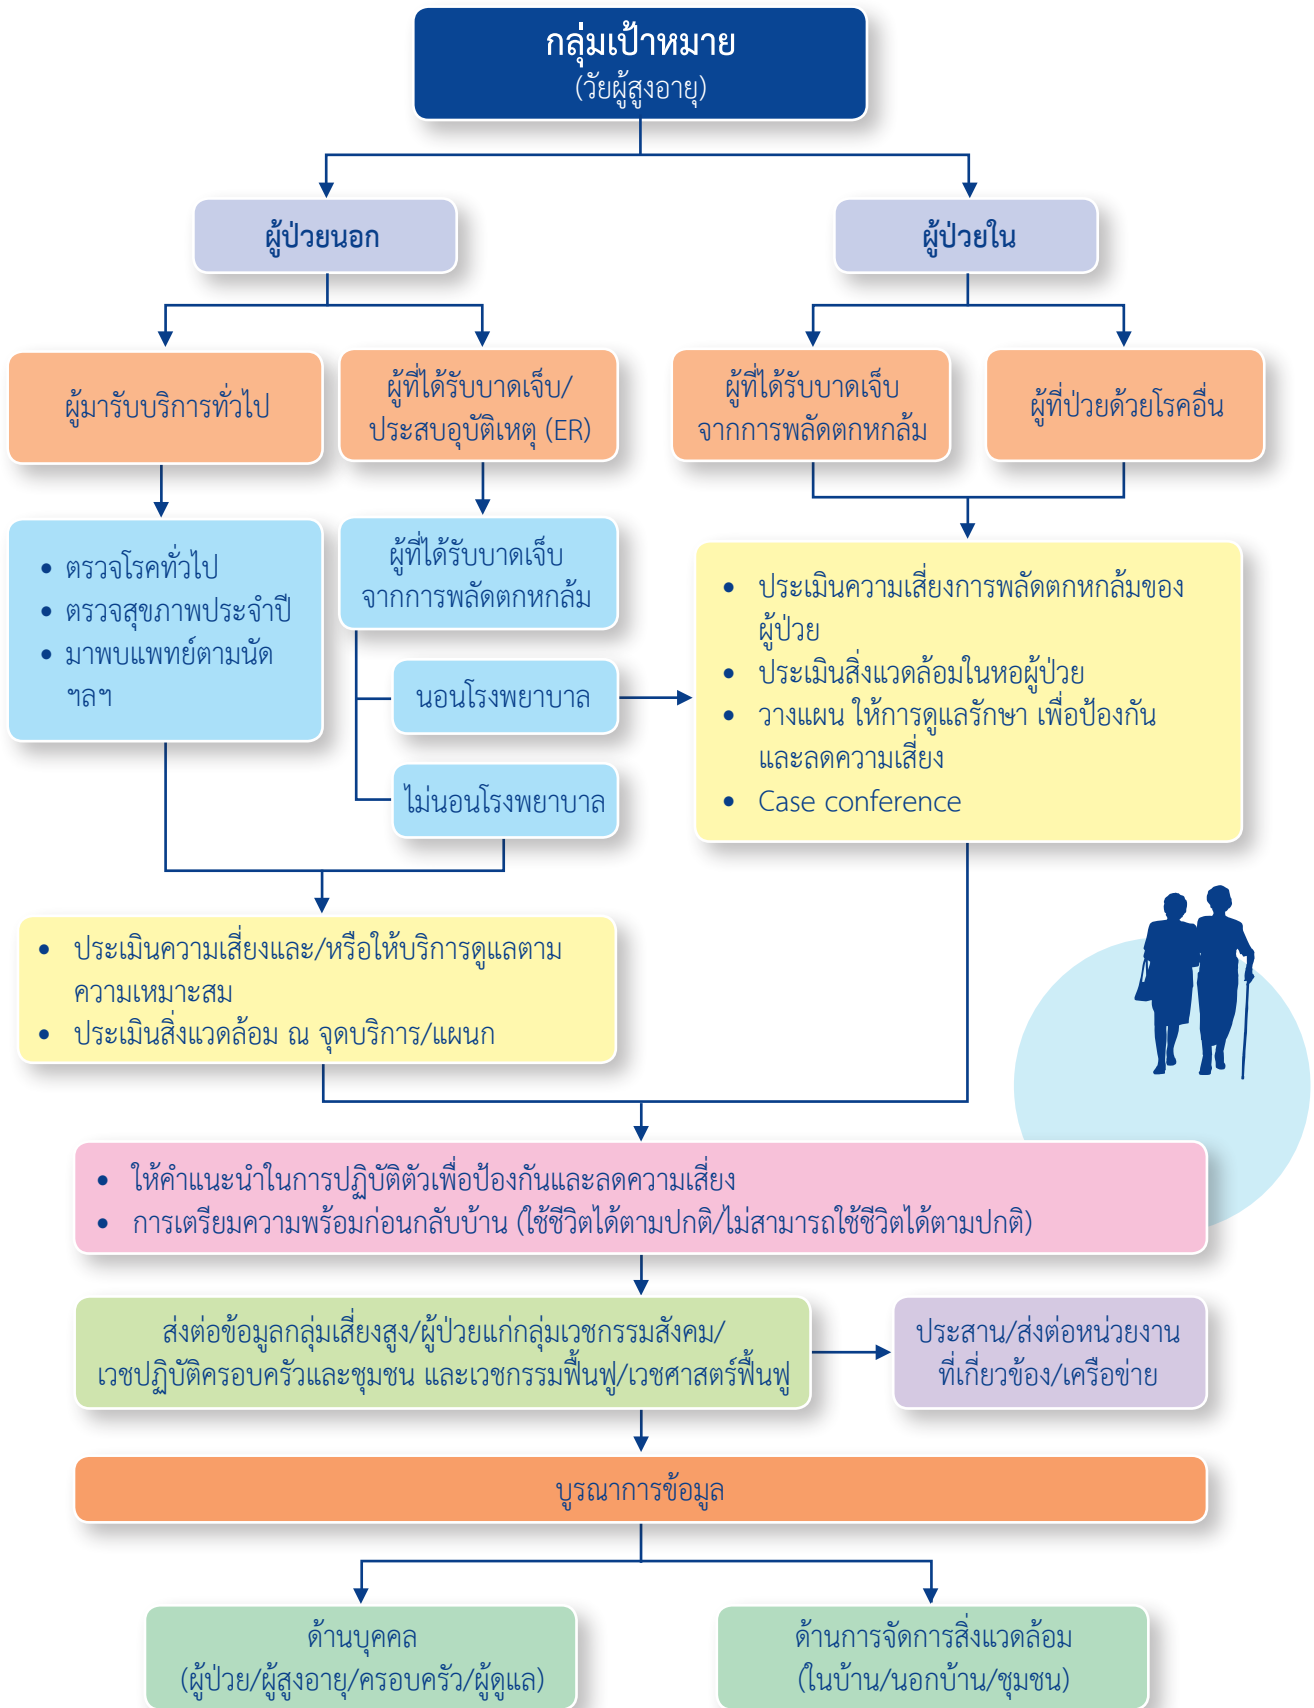 กลุ่มเป้าหมาย
(วัยผู้สูงอายุ)
ผู้ป่วยนอก
ผู้ป่วยใน
ผู้มารับบริการทั่วไป
ผู้ที่ได้รับบาดเจ็บ/
ประสบอุบัติเหตุ (ER)
ผู้ที่ได้รับบาดเจ็บ
จากการพลัดตกหกล้ม
ผู้ที่ป่วยด้วยโรคอื่น
• ตรวจโรคทั่วไป
• ตรวจสุขภาพประจำปี
• มาพบแพทย์ตามนัด
ฯลฯ
ผู้ที่ได้รับบาดเจ็บ
จากการพลัดตกหกล้ม
นอนโรงพยาบาล
ไม่นอนโรงพยาบาล
• ประเมินความเสี่ยงการพลัดตกหกล้มของ
ผู้ป่วย
• ประเมินสิ่งแวดล้อมในหอผู้ป่วย
• วางแผน ให้การดูแลรักษา เพื่อป้องกัน
และลดความเสี่ยง
• Case conference
• ประเมินความเสี่ยงและ/หรือให้บริการดูแลตาม
ความเหมาะสม
• ประเมินสิ่งแวดล้อม ณ จุดบริการ/แผนก
• ให้คำแนะนำในการปฏิบัติตัวเพื่อป้องกันและลดความเสี่ยง
• การเตรียมความพร้อมก่อนกลับบ้าน (ใช้ชีวิตได้ตามปกติ/ไม่สามารถใช้ชีวิตได้ตามปกติ)
ส่งต่อข้อมูลกลุ่มเสี่ยงสูง/ผู้ป่วยแก่กลุ่มเวชกรรมสังคม/
เวชปฏิบัติครอบครัวและชุมชน และเวชกรรมฟื้นฟู/เวชศาสตร์ฟื้นฟู
ประสาน/ส่งต่อหน่วยงาน
ที่เกี่ยวข้อง/เครือข่าย
บูรณาการข้อมูล
ด้านบุคคล
(ผู้ป่วย/ผู้สูงอายุ/ครอบครัว/ผู้ดูแล)
ด้านการจัดการสิ่งแวดล้อม
(ในบ้าน/นอกบ้าน/ชุมชน)